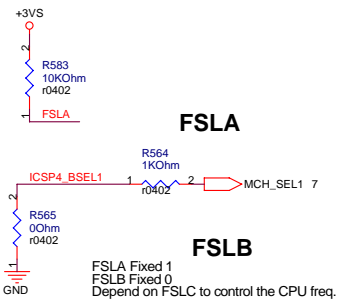 +3VS
2
R583
10KOhm
r0402
1
FSLA
FSLA
R564
1KOhm
ICSP4_BSEL1
1
2
MCH_SEL1 7
r0402
2
R565
0Ohm
r0402
1
GND
FSLB
FSLA Fixed 1
FSLB Fixed 0
Depend on FSLC to control the CPU freq.